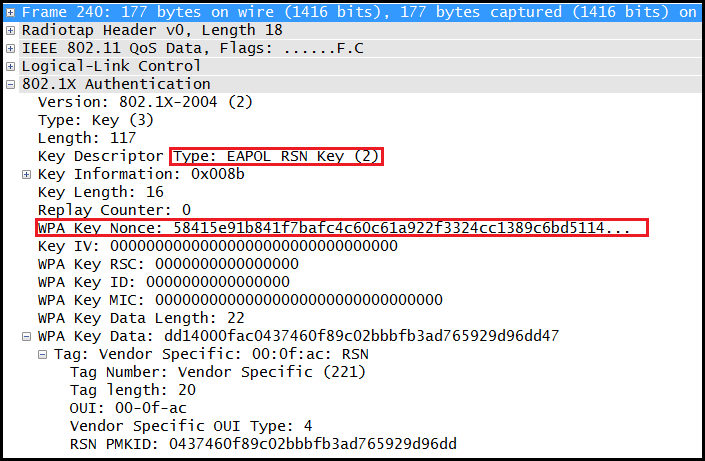 Frame 240: 177 bytes on wire (1416 bits), 177 bytes captured (1416 bits) on
Radiotap Header v0, Length 18
IEEE 802.11 QoS Data, Flags: ......F.C
Logical-Link Control
802.1X Authentication
Version: 802.1X-2004 (2)
Type: Key (3)
Length: 117
Key Descriptor Type: EAPOL RSN Key (2)
Key Information: 0x008b
Key Length: 16
Replay Counter: 0
WPA Key Nonce: 58415e91b841f7bafc4c60c61a922f3324cc1389c6bd5114...
Key IV: 00000000000000000000000000000000
WPA Key RSC: 0000000000000000
WPA Key ID: 0000000000000000
WPA Key MIC: 00000000000000000000000000000000
WPA Key Data Length: 22
WPA Key Data: dd14000fac0437460f89c02bbbfb3ad765929d96dd47
Tag: Vendor Specific: 00:0f:ac: RSN
Tag Number: Vendor Specific (221)
Tag length: 20
OUI: 00-0f-ac
Vendor Specific OUI Type: 4
RSN PMKID: 0437460f89c02bbbfb3ad765929d96dd